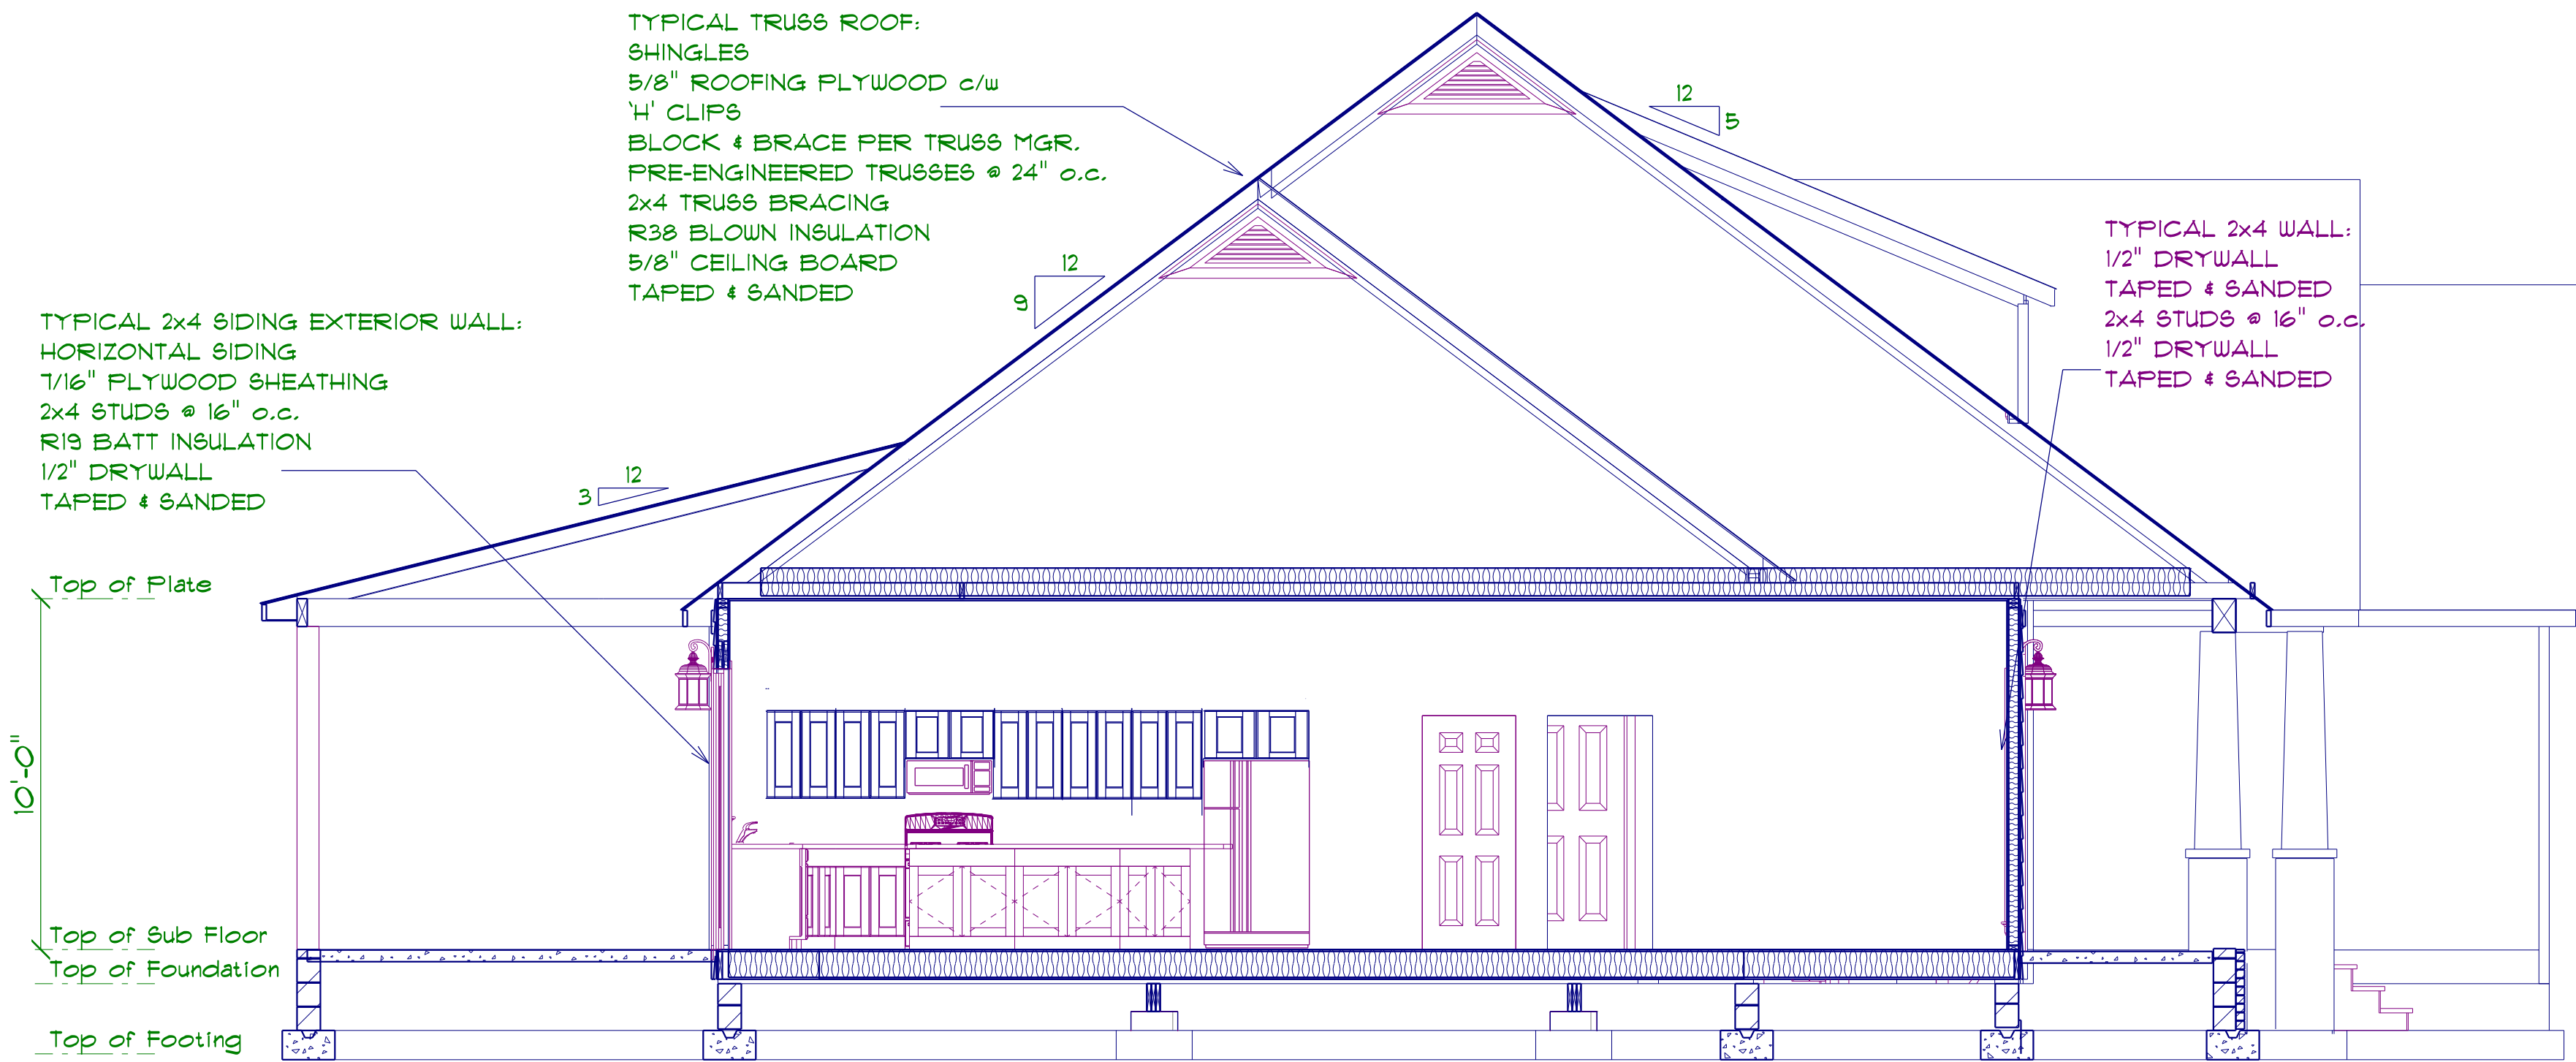 TYPICAL TRUSS ROOF:
SHINGLES
5/8" ROOFING PLYWOOD c/w
'H' CLIPS
BLOCK & BRACE PER TRUSS MGR.
PRE-ENGINEERED TRUSSES @ 24" o.c.
2x4 TRUSS BRACING
R38 BLOWN INSULATION
5/8" CEILING BOARD
TAPED & SANDED
12
5
TYPICAL 2x4 WALL:
1/2" DRYWALL
TAPED & SANDED
2x4 STUDS @ 16" o.c.
1/2" DRYWALL
TAPED & SANDED
12
9
TYPICAL 2x4 SIDING EXTERIOR WALL:
HORIZONTAL SIDING
7/16" PLYWOOD SHEATHING
2x4 STUDS @ 16" o.c.
R19 BATT INSULATION
1/2" DRYWALL
TAPED & SANDED
12
3
Top of Plate
10'-0"
Top of Sub Floor
Top of Foundation
Top of Footing